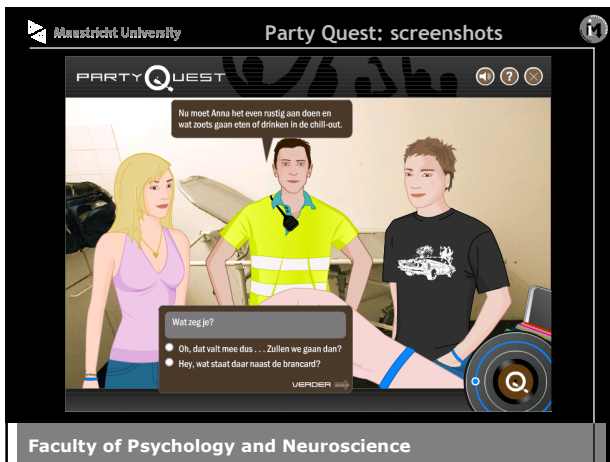 Maastricht University
Party Quest: screenshots
PARTY QUEST
?
Nu moet Anna het even rustig aan doen en
wat zoets gaan eten of drinken in de chill-out.
Wat zeg je?
Oh, dat valt mee dus . . . Zullen we gaan dan?
Hey, wat staat daar naast de brancard?
VERDER
Q
Faculty of Psychology and Neuroscience